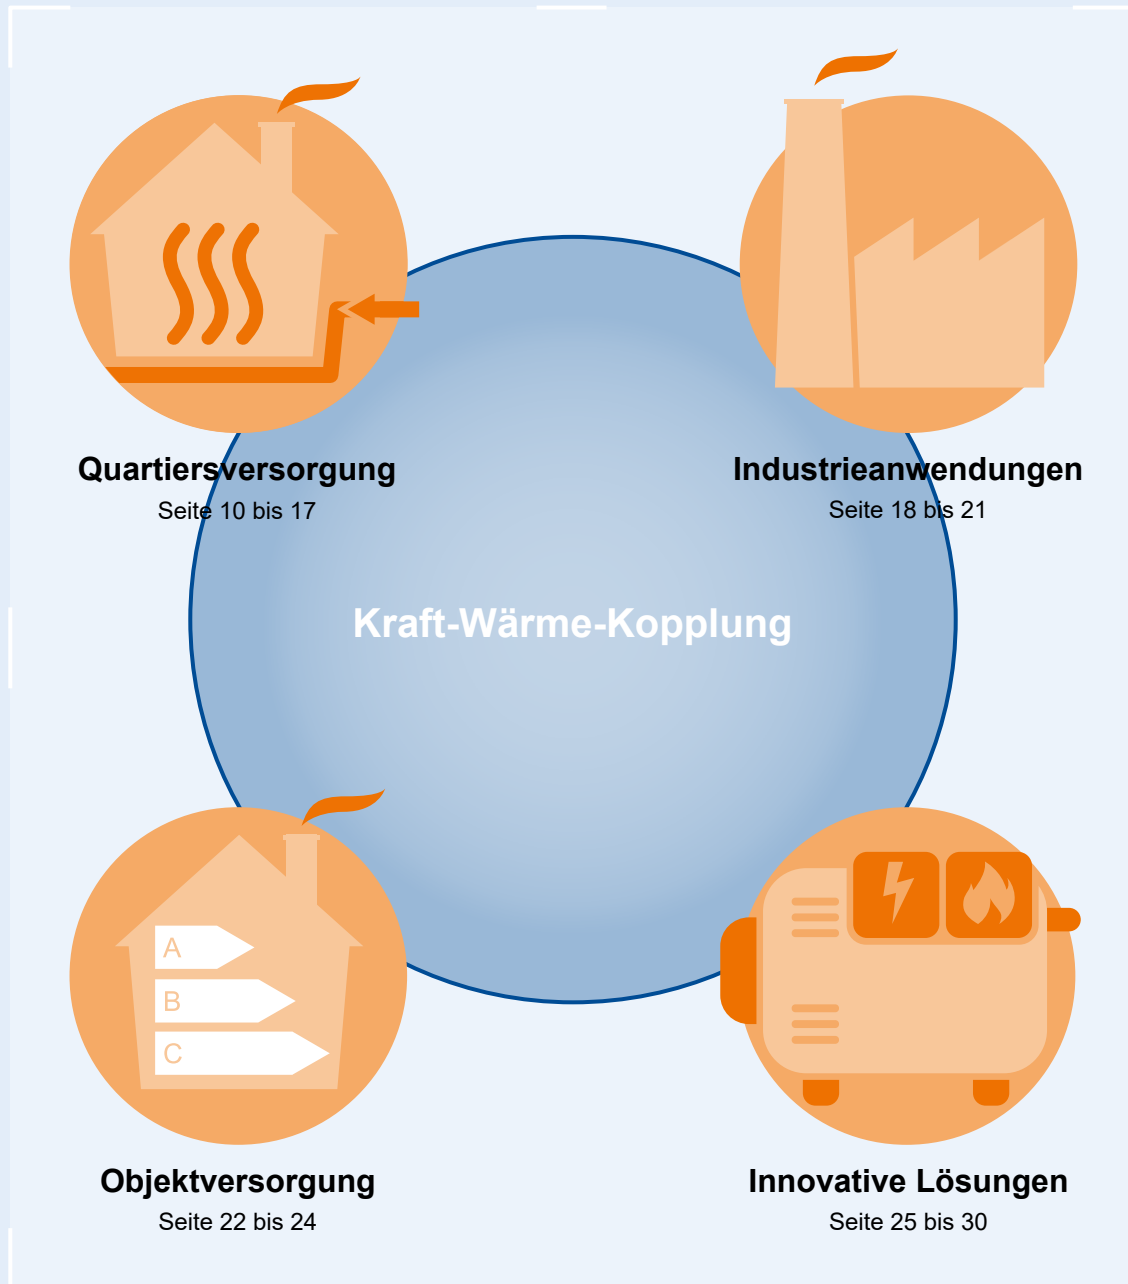 Quartiersversorgung
Seite 10 bis 17
Industrieanwendungen
Seite 18 bis 21
Kraft-Wärme-Kopplung
A
B
C
Objektversorgung
Seite 22 bis 24
Innovative Lösungen
Seite 25 bis 30